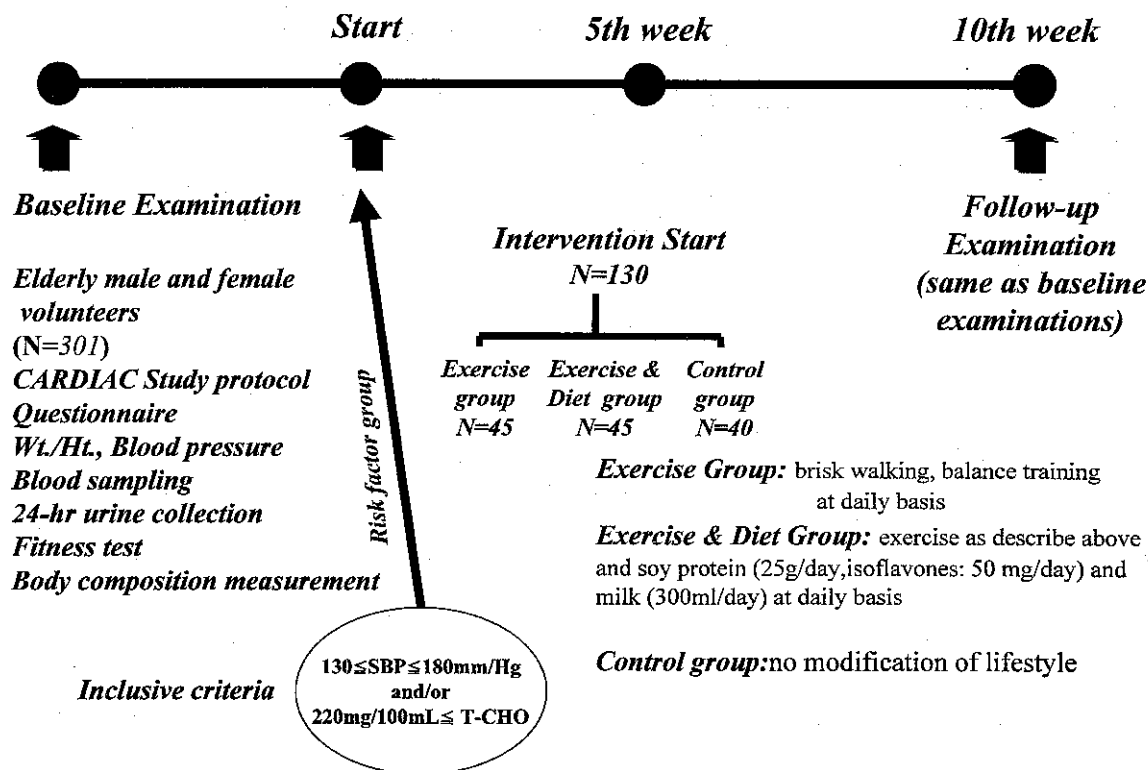 Start
5th week
10th week
Baseline Examination
Elderly male and female
volunteers
(N=301)
CARDIAC Study protocol
Questionnaire
Wt./Ht., Blood pressure
Blood sampling
24-hr urine collection
Fitness test
Body composition measurement
Risk factor group
Inclusive criteria
130≦SBP≦180mm/Hg
and/or
220mg/100mL≦ T-CHO
Intervention Start
N=130
Exercise
group
N=45
Exercise &
Diet group
N=45
Control
group
N=40
Follow-up
Examination
(same as baseline
examinations)
Exercise Group: brisk walking, balance training
at daily basis
Exercise & Diet Group: exercise as describe above
and soy protein (25g/day,isoflavones: 50 mg/day) and
milk (300ml/day) at daily basis
Control group:no modification of lifestyle